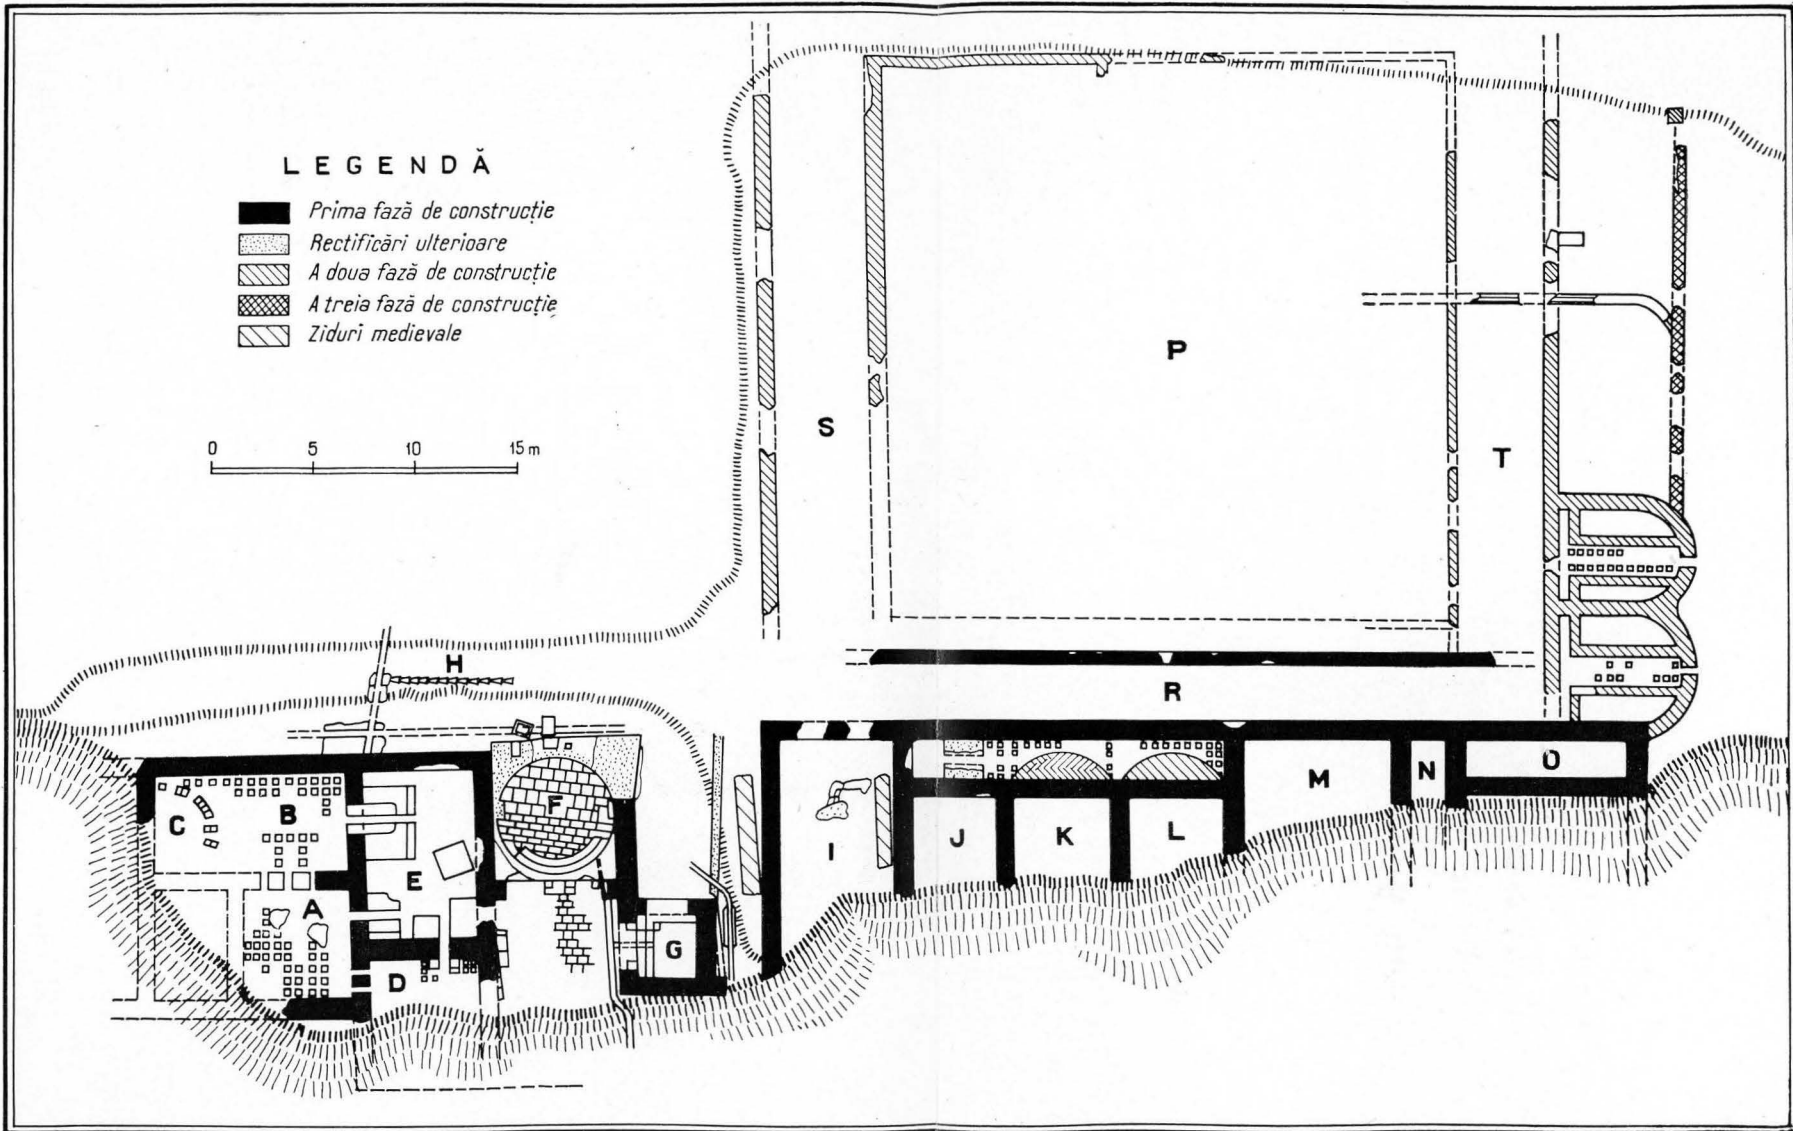 LEGENDĂ
Prima fază de construcție
Rectificări ulterioare
A doua fază de construcție
A treia fază de construcție
Ziduri medievale
0 5 10 15 m
P
S
T
H
R
F
C
B
E
A
D
G
I
J
K
L
M
N
O